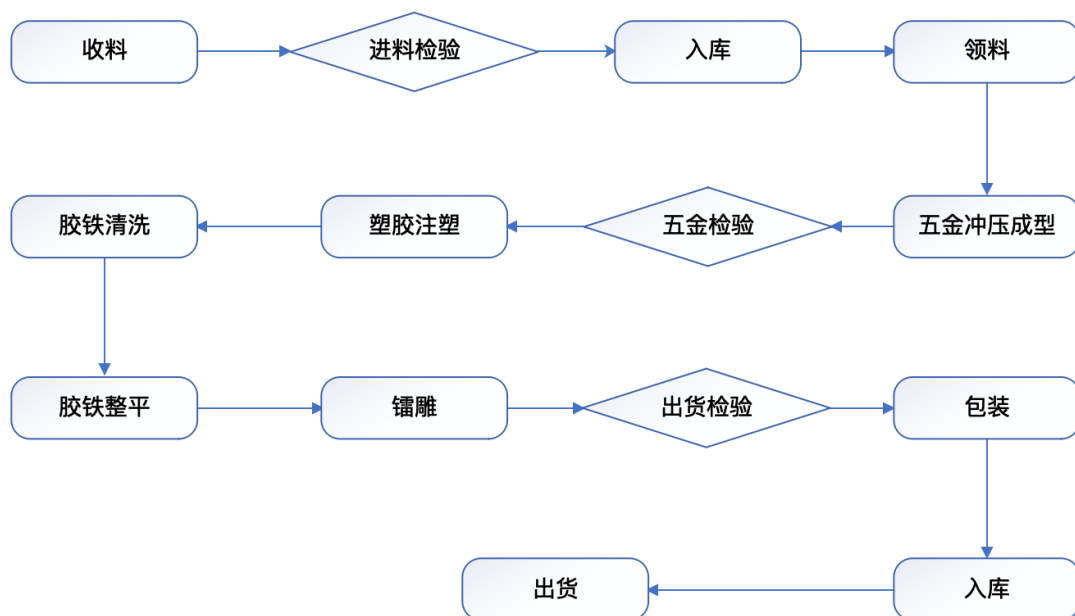 收料
进料检验
入库
领料
五金冲压成型
五金检验
塑胶注塑
胶铁清洗
胶铁整平
镭雕
出货检验
包装
入库
出货